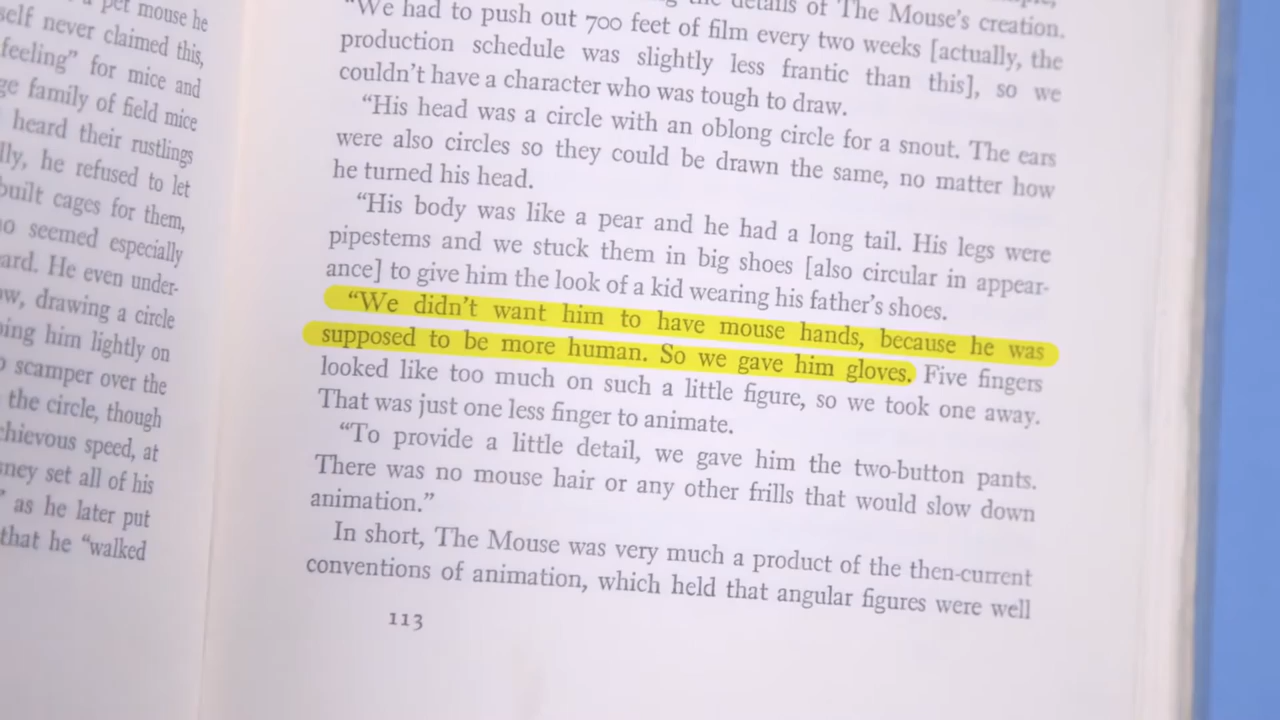 pet mouse he
self never claimed this,
feeling” for mice and
ge family of field mice
heard their rustlings
lly, he refused to let
built cages for them,
o seemed especially
ard. He even under-
ow, drawing a circle
ping him lightly on
o scamper over the
the circle, though
chievous speed, at
sney set all of his
” as he later put
that he “walked
the details of The Mouse’s creation.
“We had to push out 700 feet of film every two weeks [actually, the
production schedule was slightly less frantic than this], so we
couldn’t have a character who was tough to draw.
“His head was a circle with an oblong circle for a snout. The ears
were also circles so they could be drawn the same, no matter how
he turned his head.
“His body was like a pear and he had a long tail. His legs were
pipestems and we stuck them in big shoes [also circular in appear-
ance] to give him the look of a kid wearing his father’s shoes.
“We didn’t want him to have mouse hands, because he was
supposed to be more human. So we gave him gloves. Five fingers
looked like too much on such a little figure, so we took one away.
That was just one less finger to animate.
“To provide a little detail, we gave him the two-button pants.
There was no mouse hair or any other frills that would slow down
animation.”
In short, The Mouse was very much a product of the then-current
conventions of animation, which held that angular figures were well
113